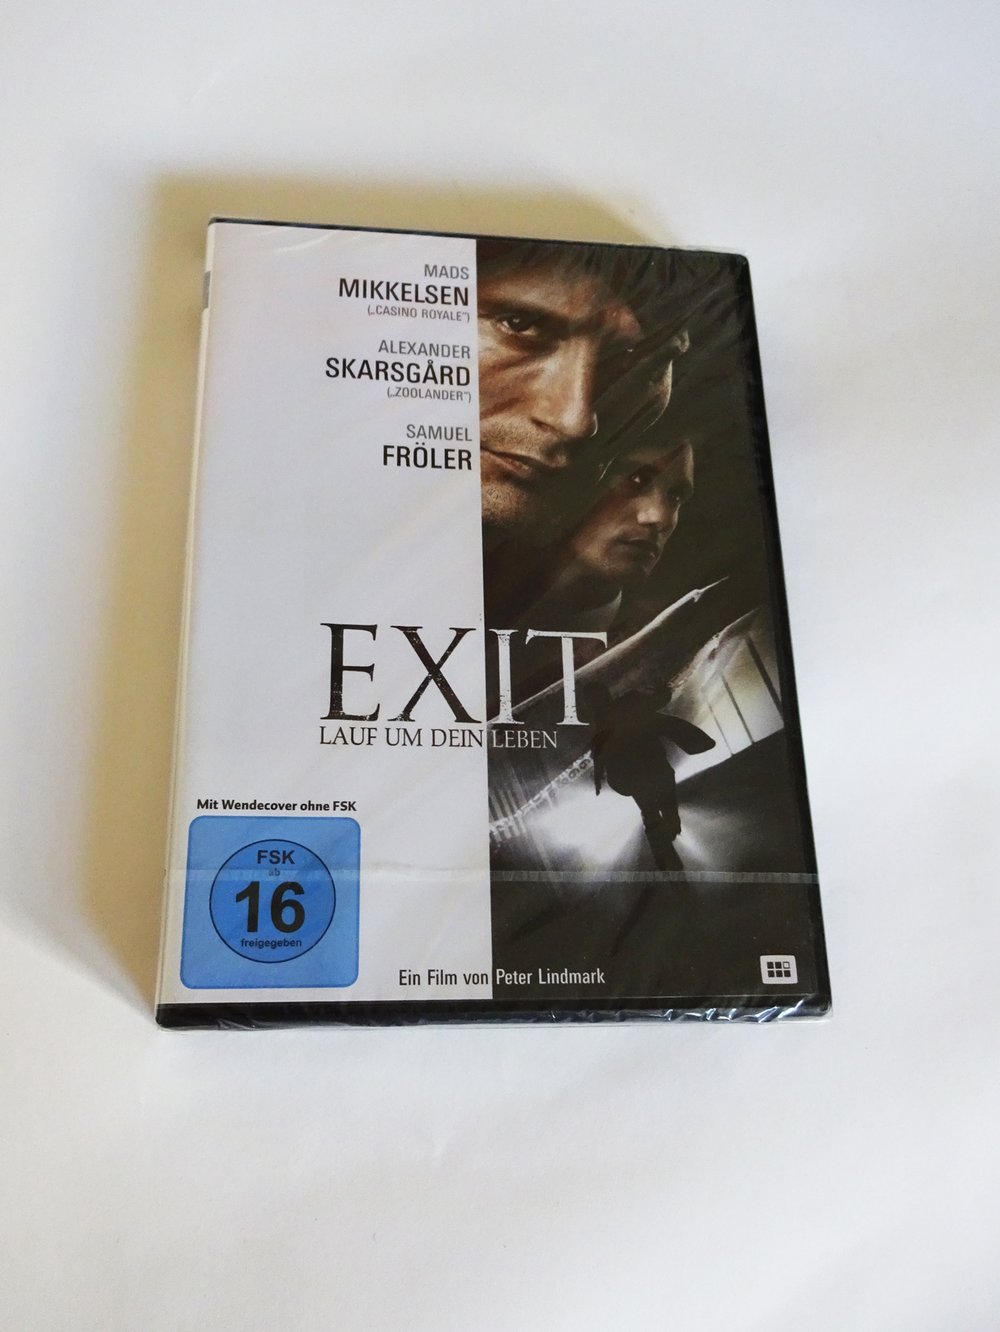 MADS
MIKKELSEN
(„CASINO ROYALE")
ALEXANDER
SKARSGÅRD
(„ZOOLANDER")
SAMUEL
FRÖLER
EXIT
LAUF UM DEIN LEBEN
Mit Wendecover ohne FSK
FSK
ab
16
freigegeben
Ein Film von Peter Lindmark